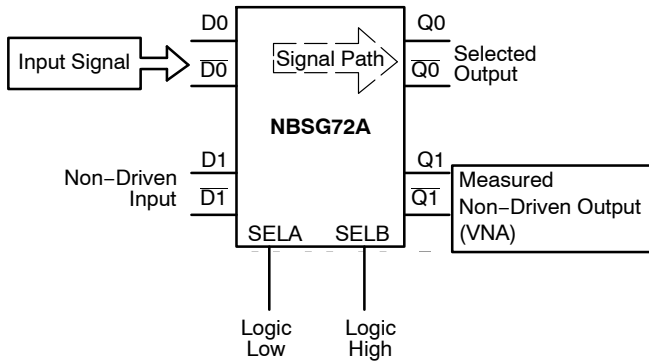 D0
Q0
Input Signal
D0
Signal Path
Q0
Selected
Output
NBSG72A
D1
Q1
Non−Driven
Input
D1
Q1
Measured
Non−Driven Output
(VNA)
SELA
SELB
Logic
Low
Logic
High